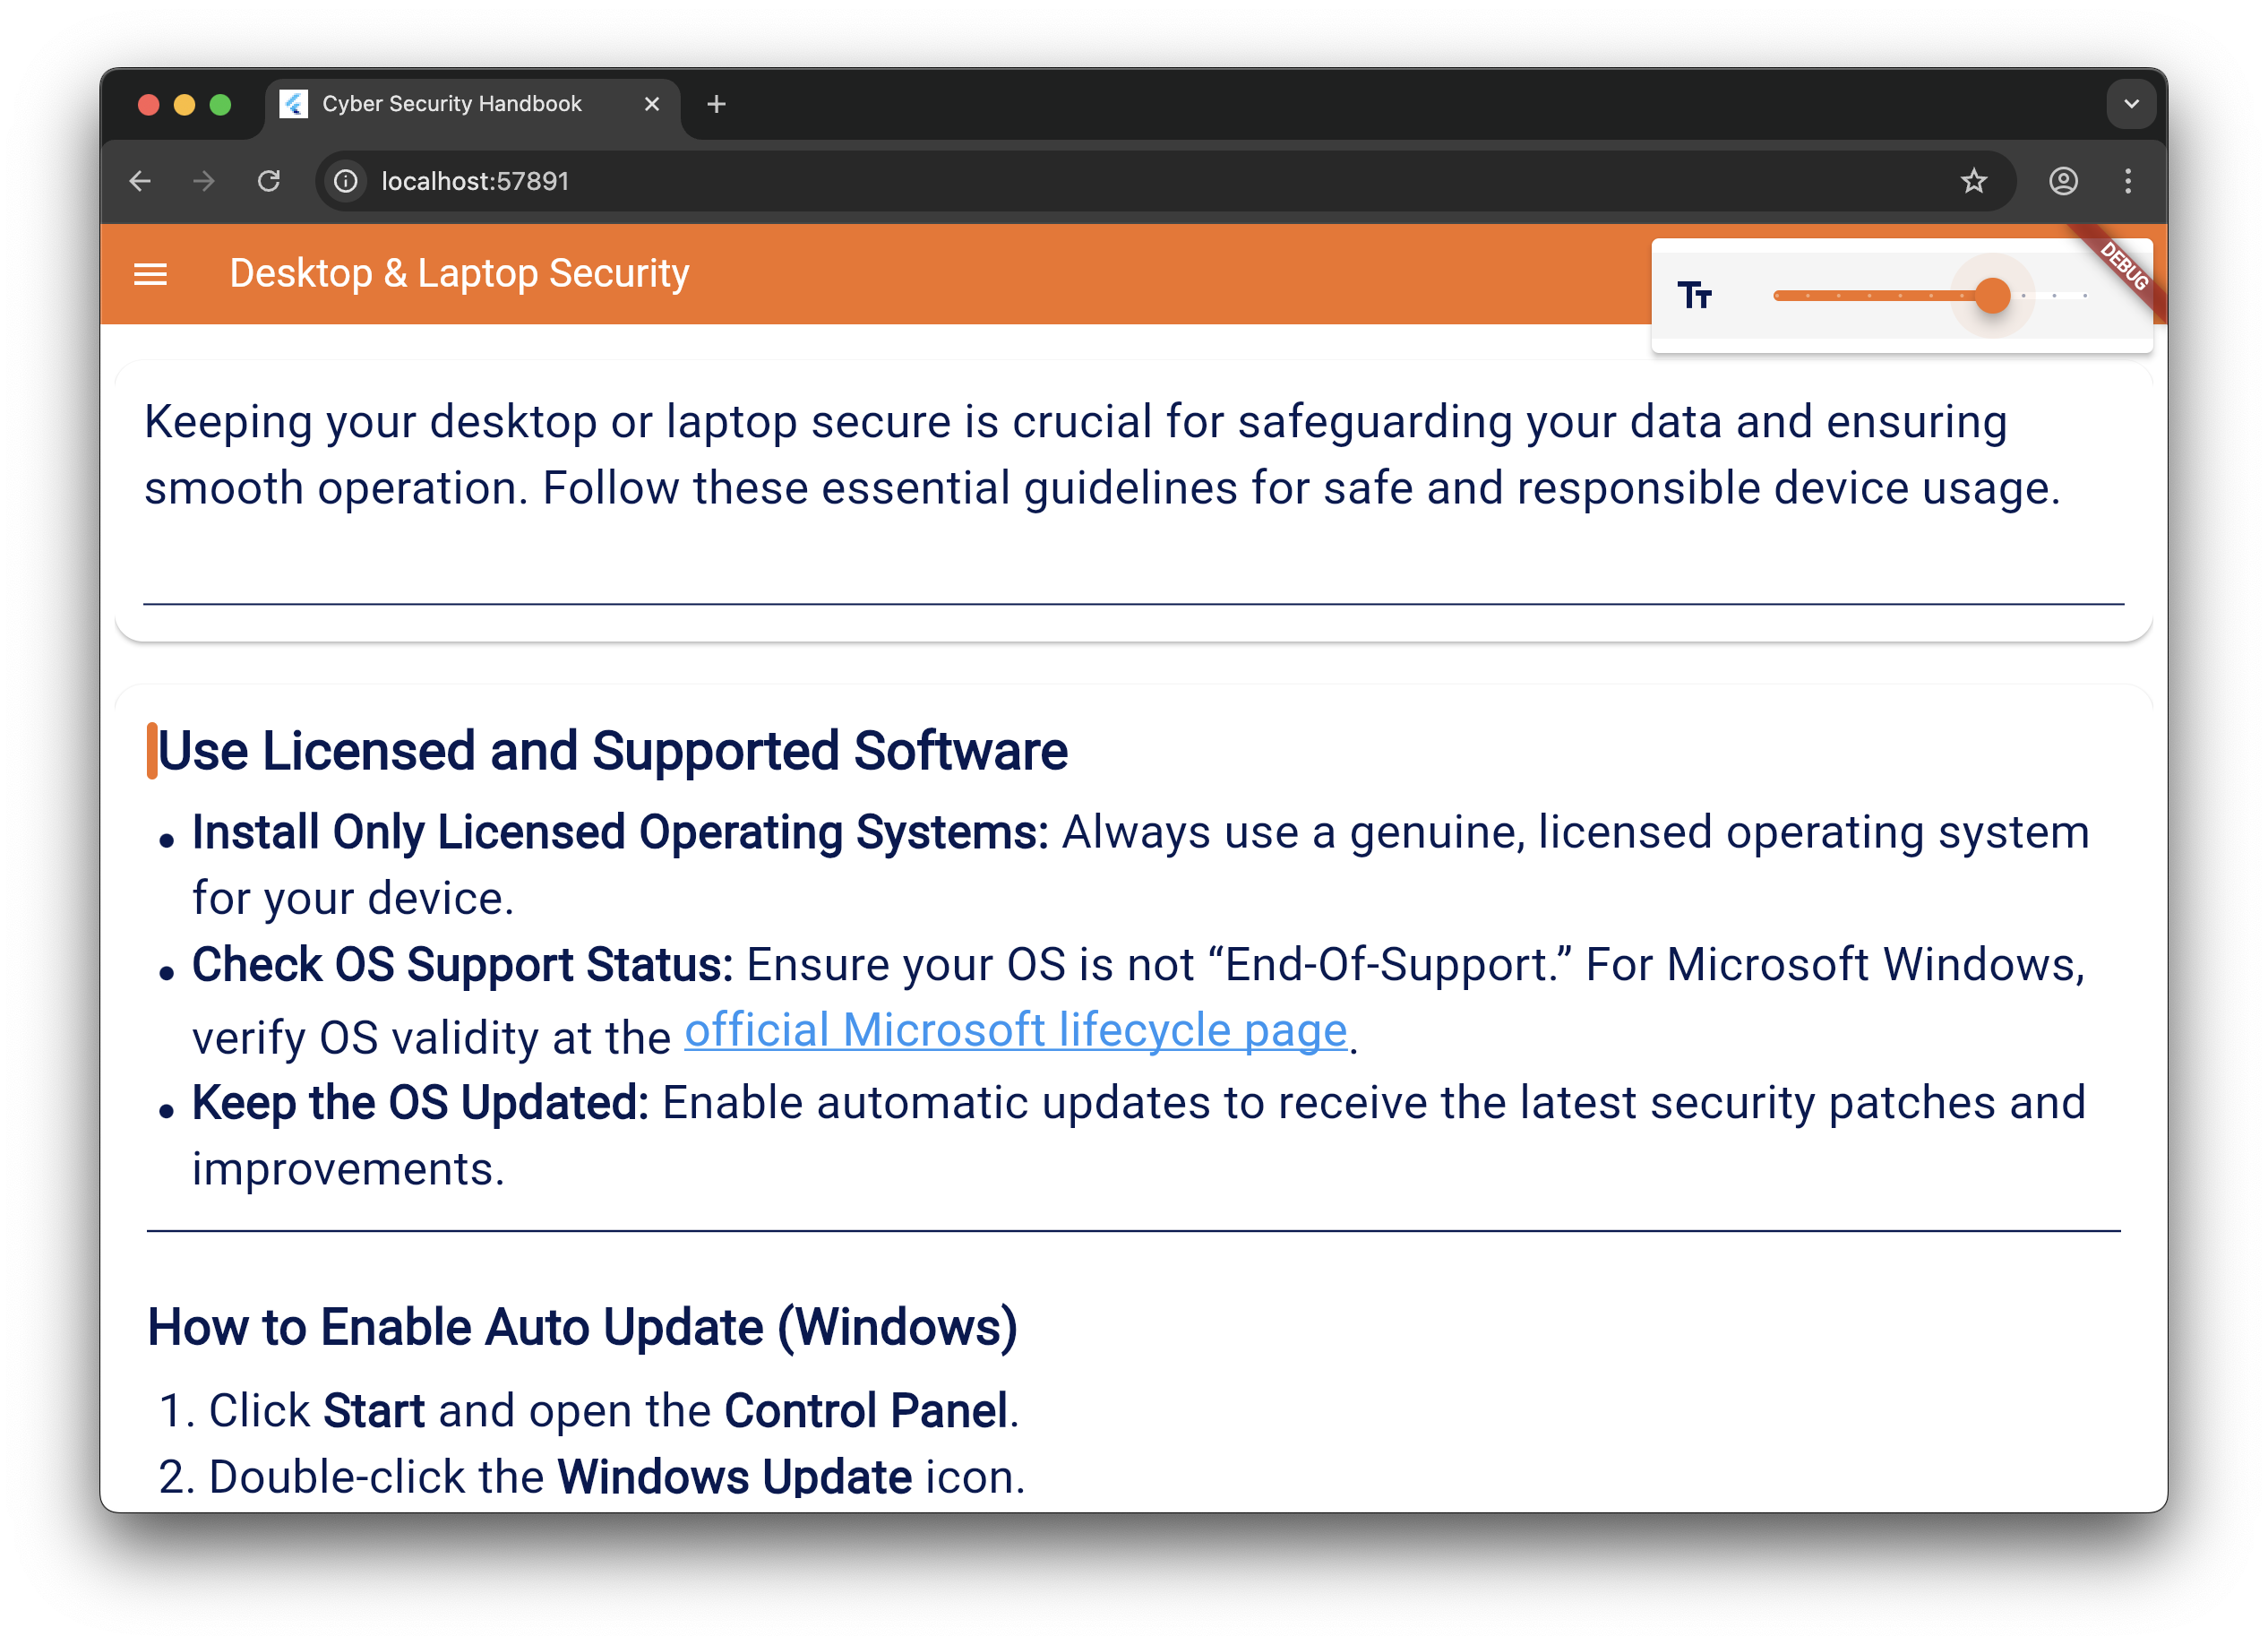 Cyber Security Handbook
localhost:57891
Desktop & Laptop Security
Tт
DEBUG
Keeping your desktop or laptop secure is crucial for safeguarding your data and ensuring
smooth operation. Follow these essential guidelines for safe and responsible device usage.
Use Licensed and Supported Software
• Install Only Licensed Operating Systems: Always use a genuine, licensed operating system
for your device.
• Check OS Support Status: Ensure your OS is not “End-Of-Support.” For Microsoft Windows,
verify OS validity at the official Microsoft lifecycle page.
• Keep the OS Updated: Enable automatic updates to receive the latest security patches and
improvements.
How to Enable Auto Update (Windows)
1. Click Start and open the Control Panel.
2. Double-click the Windows Update icon.